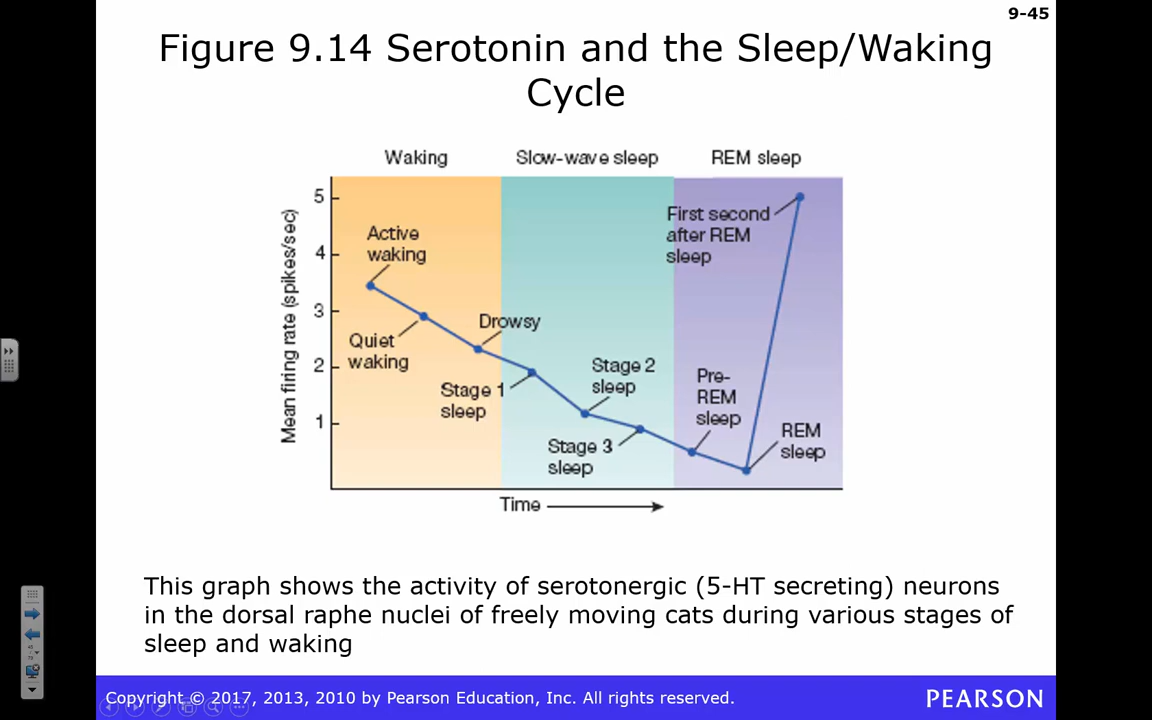 9-45
Figure 9.14 Serotonin and the Sleep/Waking
Cycle
Waking
Slow-wave sleep
REM sleep
Mean firing rate (spikes/sec)
5
4
3
2
1
Active
waking
Quiet
waking
Drowsy
Stage 1
sleep
Stage 2
sleep
Stage 3
sleep
Pre-
REM
sleep
REM
sleep
First second
after REM
sleep
Time
This graph shows the activity of serotonergic (5-HT secreting) neurons
in the dorsal raphe nuclei of freely moving cats during various stages of
sleep and waking
Copyright © 2017, 2013, 2010 by Pearson Education, Inc. All rights reserved.
PEARSON